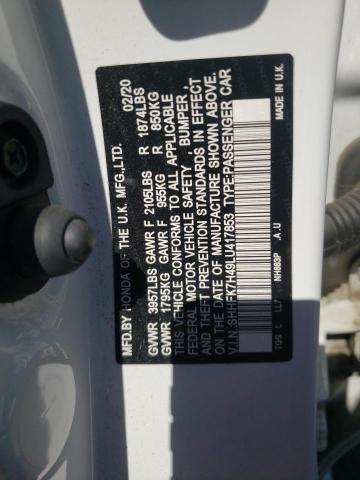 MFD.BY HONDA OF THE U.K. MFG.,LTD. 02/20
GVWR 3957LBS GAWR F 2105LBS R 1874LBS
GVWR 1795KG GAWR F 955KG R 850KG
THIS VEHICLE CONFORMS TO ALL APPLICABLE
FEDERAL MOTOR VEHICLE SAFETY, BUMPER,
AND THEFT PREVENTION STANDARDS IN EFFECT
ON THE DATE OF MANUFACTURE SHOWN ABOVE.
V.I.N:SHHFK7H49LU417853 TYPE:PASSENGER CAR
TGG L LL7 NH883P .A.U MADE IN U.K.